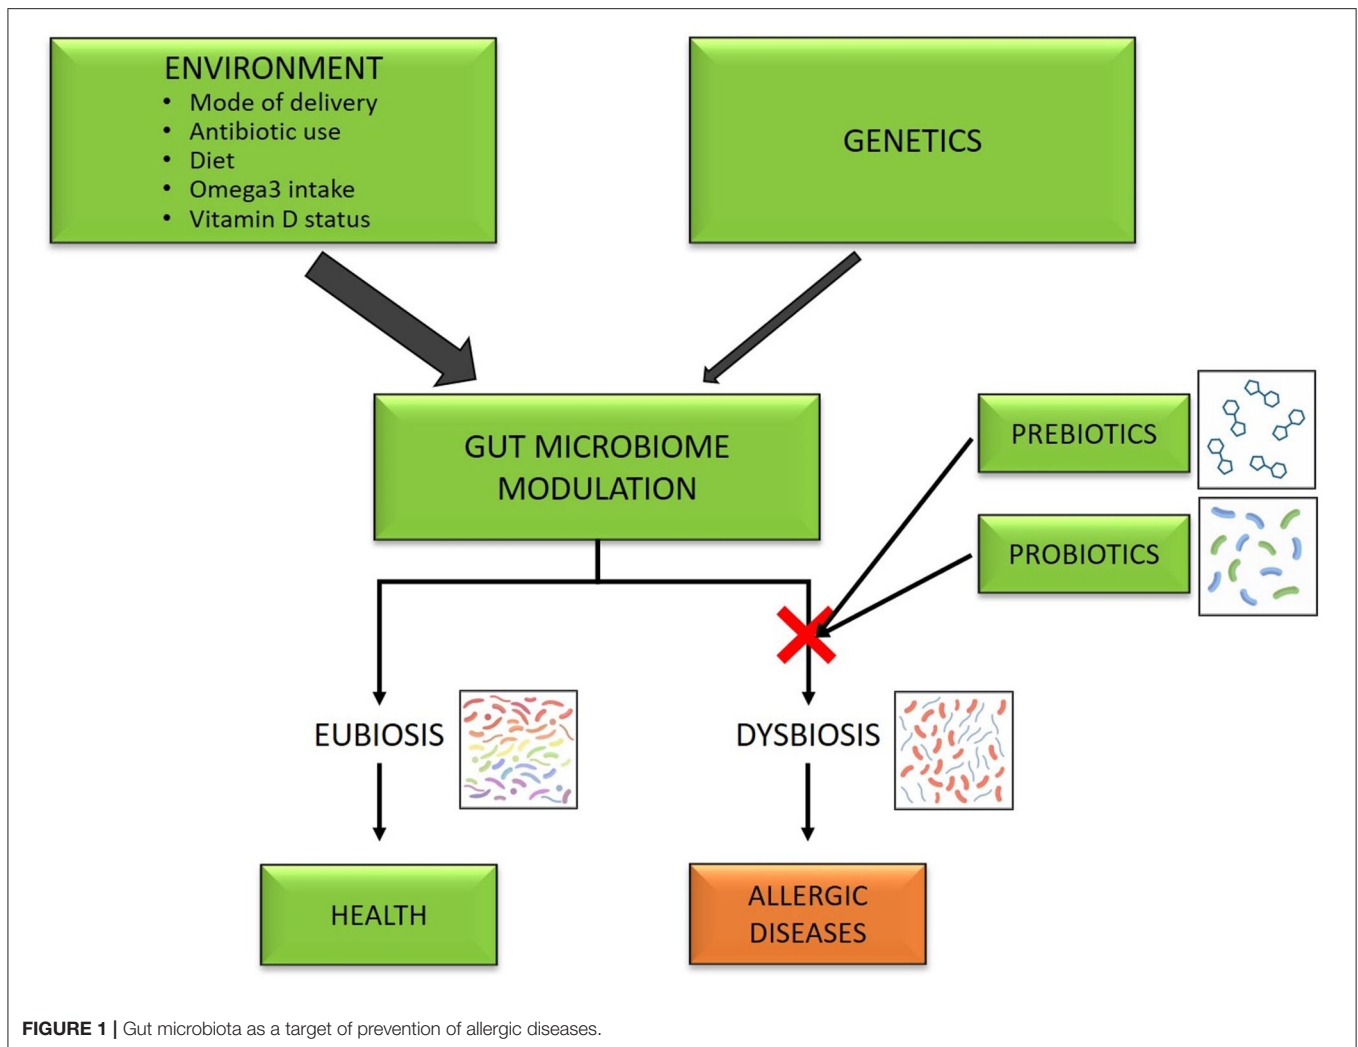 ENVIRONMENT
• Mode of delivery
• Antibiotic use
• Diet
• Omega3 intake
• Vitamin D status
GENETICS
GUT MICROBIOME
MODULATION
PREBIOTICS
PROBIOTICS
EUBIOSIS
DYSBIOSIS
HEALTH
ALLERGIC
DISEASES
FIGURE 1 | Gut microbiota as a target of prevention of allergic diseases.